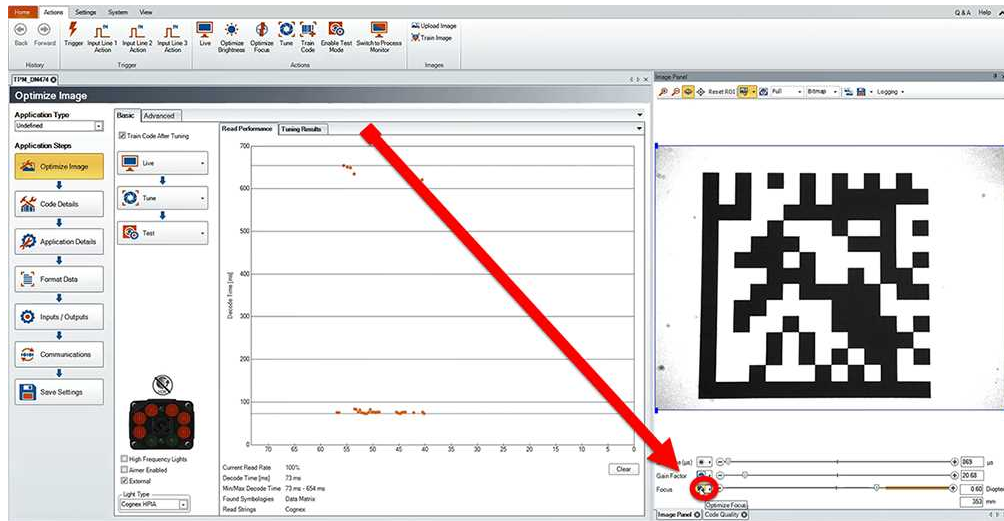 Home Actions Settings System View Q&A Help
Back Forward Trigger Input Line 1 Action Input Line 2 Action Input Line 3 Action Live Optimize Brightness Optimize Focus Tune Train Code Enable Test Mode Switch to Process Monitor Upload Image
Train Image
History Trigger Actions Images
TPM_DM474 Image Panel
Optimize Image Reset ROI Full Bitmap Logging
Application Type Basic Advanced
Undefined Read Performance Tuning Results
Train Code After Tuning
Application Steps
Optimize Image Live
Code Details Tune
Application Details Test
Format Data
Inputs / Outputs
Communications
Save Settings
Decode Time [ms]
700
600
500
400
300
200
100
0
70 65 60 55 50 45 40 35 30 25 20 15 10 5 0
High Frequency Lights
Aimer Enabled
External
Light Type
Cognex HPIA
Current Read Rate 100% Clear
Decode Time [ms] 73 ms
Min/Max Decode Time 73 ms - 654 ms
Found Symbologies Data Matrix
Read Strings Cognex
(µs) 869 µs
Gain Factor 20.68
Focus 0.60 Diopter
353 mm
Optimize Focus
Image Panel Code Quality